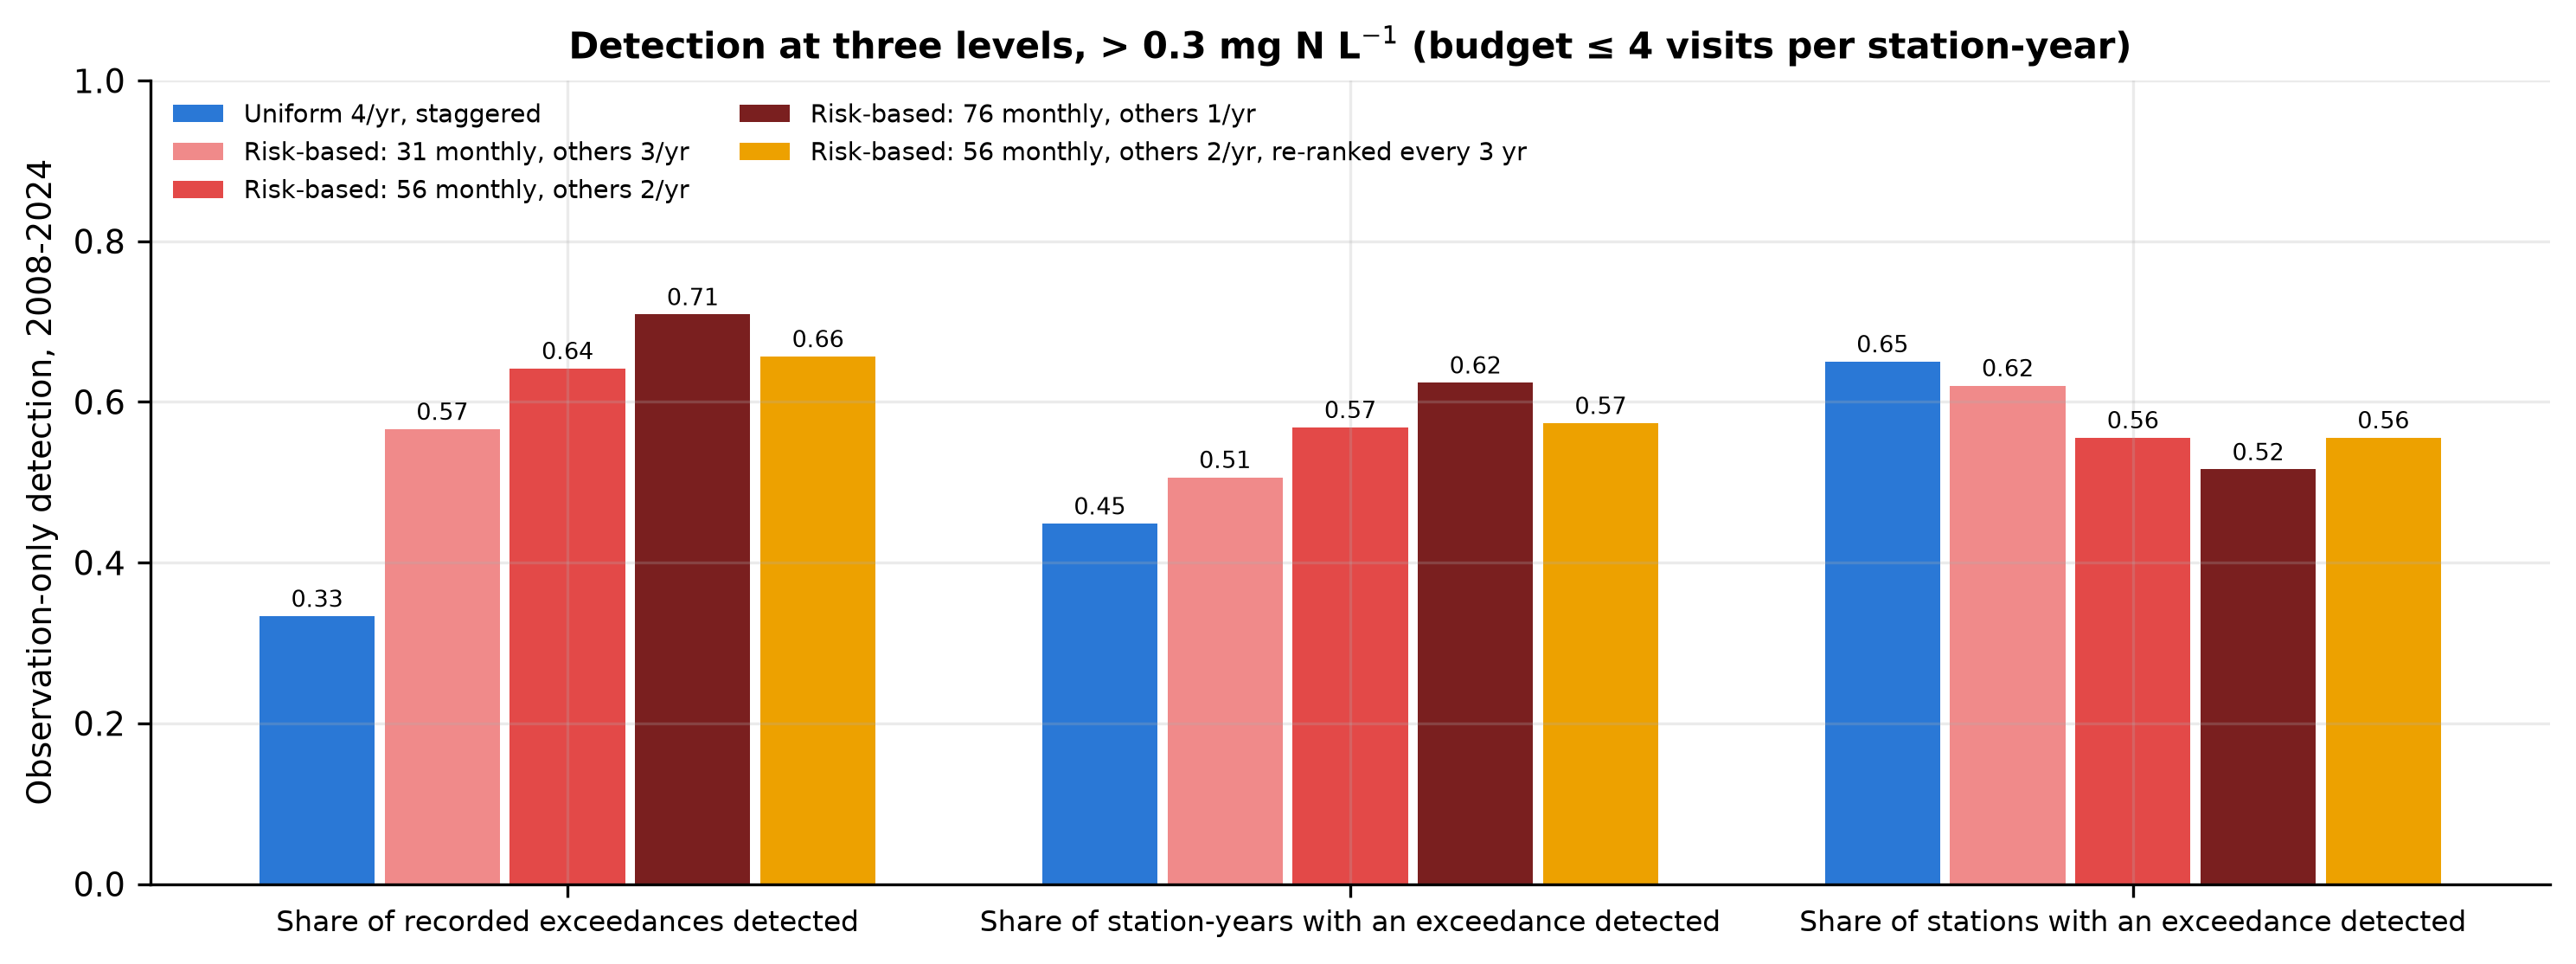 Detection at three levels, > 0.3 mg N L⁻¹ (budget ≤ 4 visits per station-year)
Observation-only detection, 2008-2024
1.0
0.8
0.6
0.4
0.2
0.0
Uniform 4/yr, staggered
Risk-based: 31 monthly, others 3/yr
Risk-based: 56 monthly, others 2/yr
Risk-based: 76 monthly, others 1/yr
Risk-based: 56 monthly, others 2/yr, re-ranked every 3 yr
0.33
0.57
0.64
0.71
0.66
0.45
0.51
0.57
0.62
0.57
0.65
0.62
0.56
0.52
0.56
Share of recorded exceedances detected
Share of station-years with an exceedance detected
Share of stations with an exceedance detected